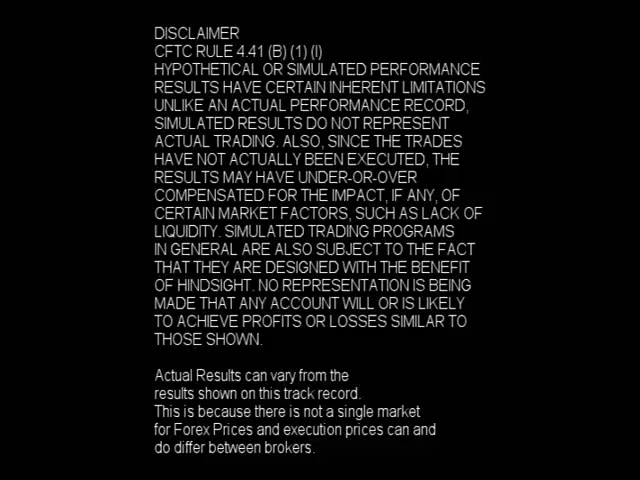 DISCLAIMER
CFTC RULE 4.41 (B) (1) (I)
HYPOTHETICAL OR SIMULATED PERFORMANCE
RESULTS HAVE CERTAIN INHERENT LIMITATIONS
UNLIKE AN ACTUAL PERFORMANCE RECORD,
SIMULATED RESULTS DO NOT REPRESENT
ACTUAL TRADING. ALSO, SINCE THE TRADES
HAVE NOT ACTUALLY BEEN EXECUTED, THE
RESULTS MAY HAVE UNDER-OR-OVER
COMPENSATED FOR THE IMPACT, IF ANY, OF
CERTAIN MARKET FACTORS, SUCH AS LACK OF
LIQUIDITY. SIMULATED TRADING PROGRAMS
IN GENERAL ARE ALSO SUBJECT TO THE FACT
THAT THEY ARE DESIGNED WITH THE BENEFIT
OF HINDSIGHT. NO REPRESENTATION IS BEING
MADE THAT ANY ACCOUNT WILL OR IS LIKELY
TO ACHIEVE PROFITS OR LOSSES SIMILAR TO
THOSE SHOWN.
Actual Results can vary from the
results shown on this track record.
This is because there is not a single market
for Forex Prices and execution prices can and
do differ between brokers.